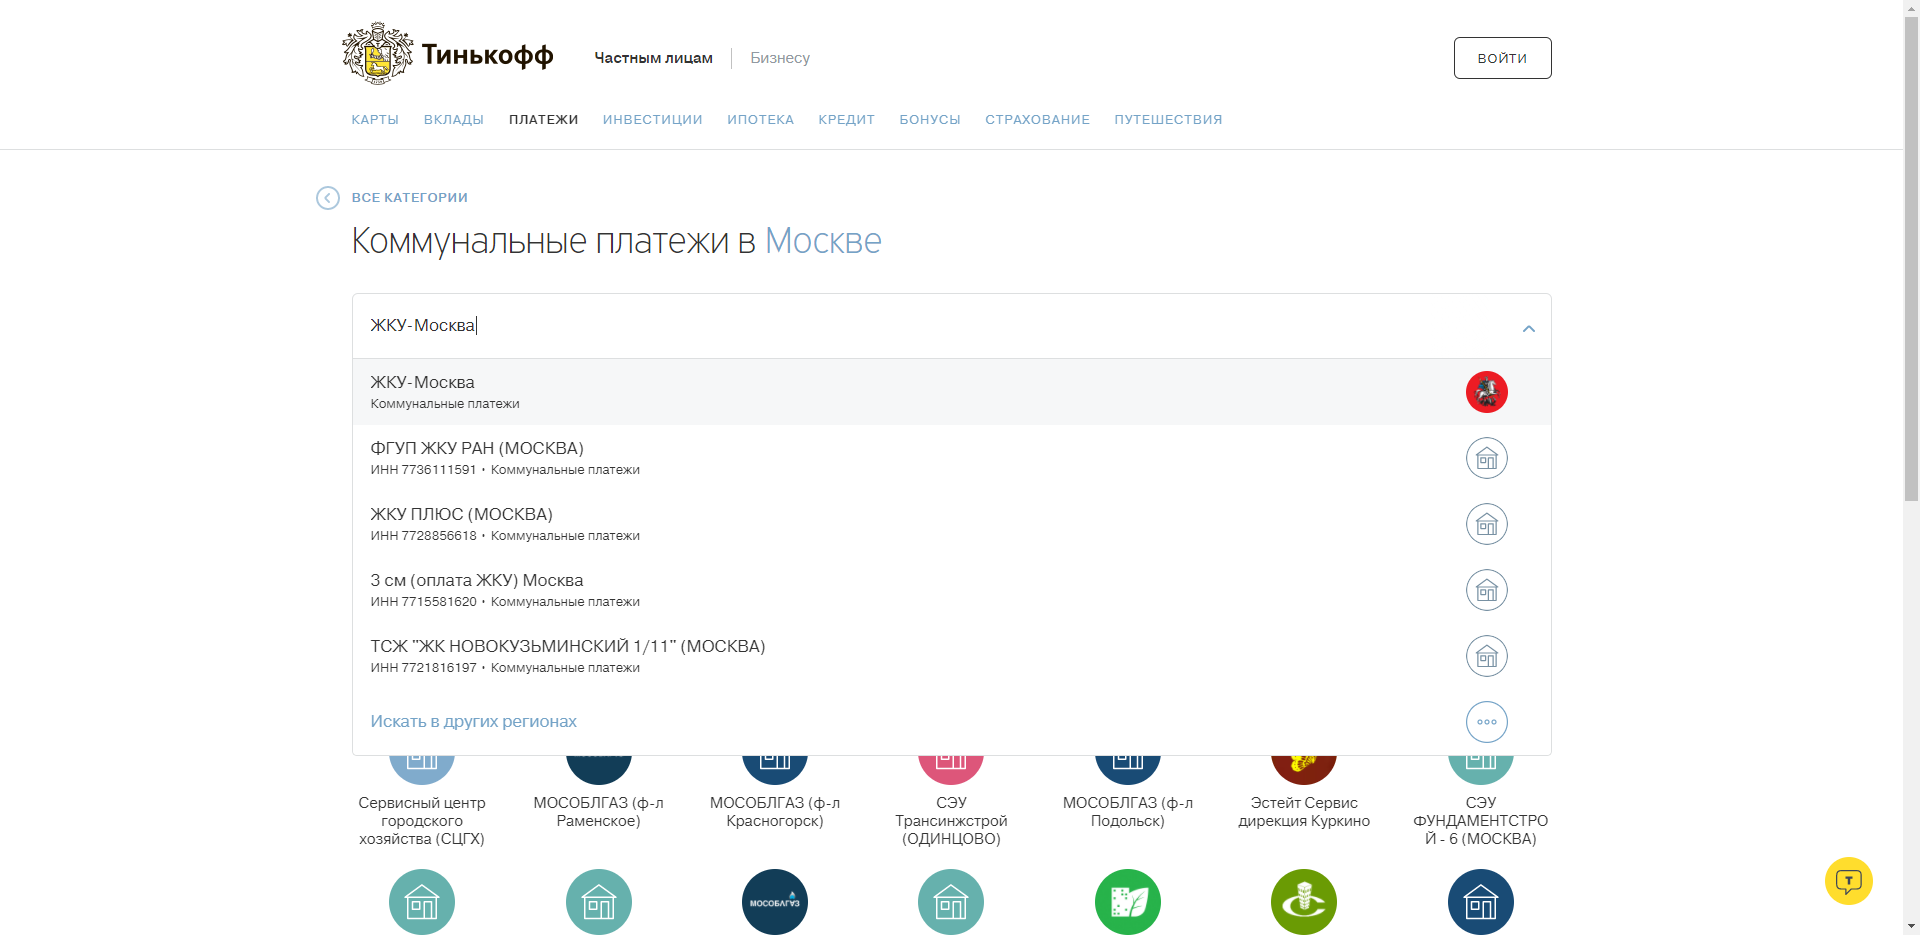 Тинькофф
Частным лицам
Бизнесу
ВОЙТИ
КАРТЫ ВКЛАДЫ ПЛАТЕЖИ ИНВЕСТИЦИИ ИПОТЕКА КРЕДИТ БОНУСЫ СТРАХОВАНИЕ ПУТЕШЕСТВИЯ
ВСЕ КАТЕГОРИИ
Коммунальные платежи в Москве
ЖКУ-Москва
ЖКУ-Москва
Коммунальные платежи
ФГУП ЖКУ РАН (МОСКВА)
ИНН 7736111591 • Коммунальные платежи
ЖКУ ПЛЮС (МОСКВА)
ИНН 7728856618 • Коммунальные платежи
3 см (оплата ЖКУ) Москва
ИНН 7715581620 • Коммунальные платежи
ТСЖ "ЖК НОВОКУЗЬМИНСКИЙ 1/11" (МОСКВА)
ИНН 7721816197 • Коммунальные платежи
Искать в других регионах
Сервисный центр
городского
хозяйства (СЦГХ)
МОСОБЛГАЗ (ф-л
Раменское)
МОСОБЛГАЗ (ф-л
Красногорск)
СЭУ
Трансинжстрой
(ОДИНЦОВО)
МОСОБЛГАЗ (ф-л
Подольск)
Эстейт Сервис
дирекция Куркино
СЭУ
ФУНДАМЕНТСТРО
Й - 6 (МОСКВА)
МОСОБЛГАЗ
Т